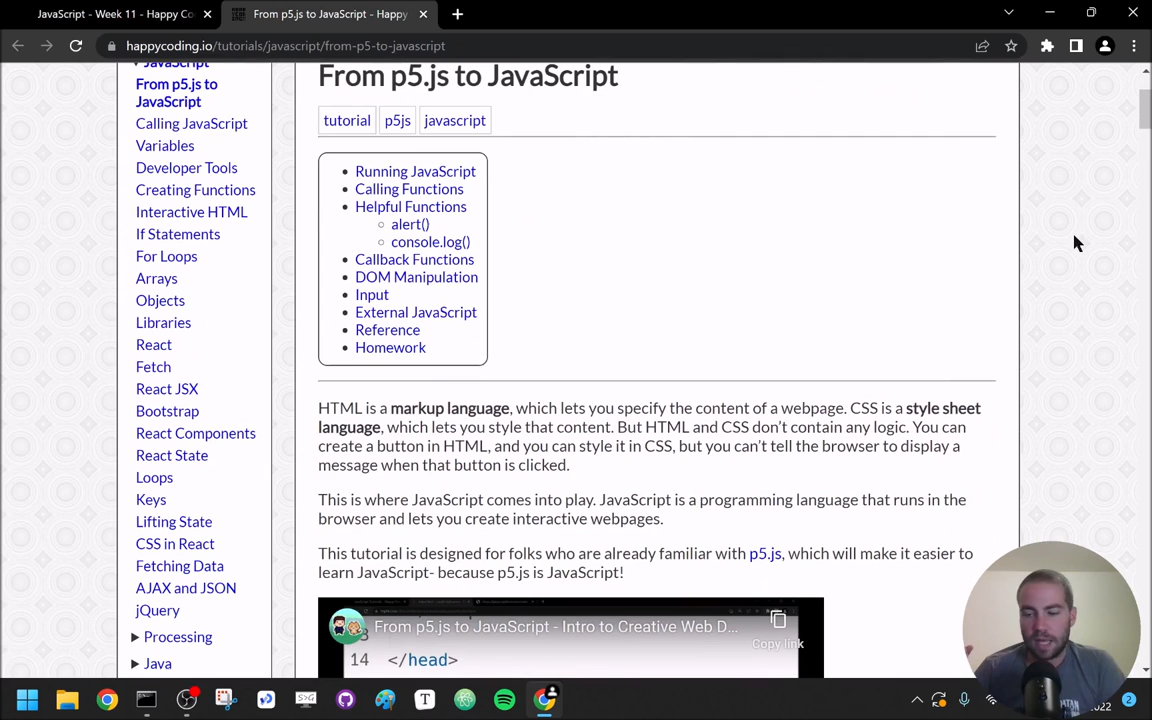 JavaScript - Week 11 - Happy Co
From p5.js to JavaScript - Happy
happycoding.io/tutorials/javascript/from-p5-to-javascript
JavaScript
From p5.js to
JavaScript
Calling JavaScript
Variables
Developer Tools
Creating Functions
Interactive HTML
If Statements
For Loops
Arrays
Objects
Libraries
React
Fetch
React JSX
Bootstrap
React Components
React State
Loops
Keys
Lifting State
CSS in React
Fetching Data
AJAX and JSON
jQuery
Processing
Java
From p5.js to JavaScript
tutorial p5js javascript
Running JavaScript
Calling Functions
Helpful Functions
alert()
console.log()
Callback Functions
DOM Manipulation
Input
External JavaScript
Reference
Homework
HTML is a markup language, which lets you specify the content of a webpage. CSS is a style sheet
language, which lets you style that content. But HTML and CSS don't contain any logic. You can
create a button in HTML, and you can style it in CSS, but you can't tell the browser to display a
message when that button is clicked.
This is where JavaScript comes into play. JavaScript is a programming language that runs in the
browser and lets you create interactive webpages.
This tutorial is designed for folks who are already familiar with p5.js, which will make it easier to
learn JavaScript- because p5.js is JavaScript!
From p5.js to JavaScript - Intro to Creative Web D...
Copy link
14 </head>
SVG
T
2022
2